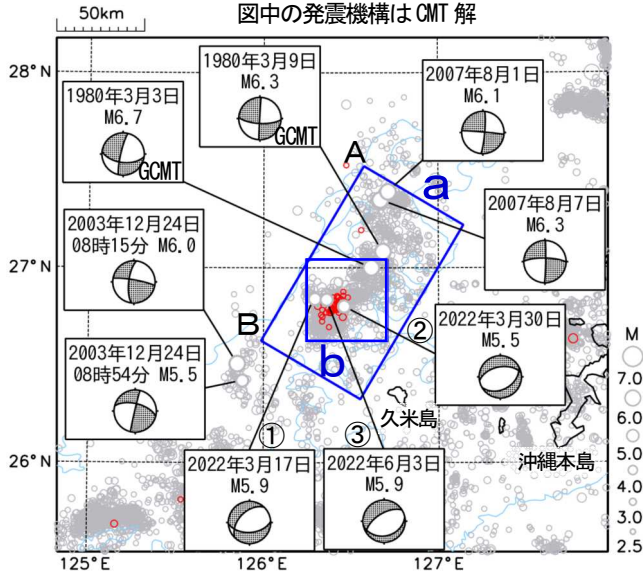 50km
図中の発震機構は CMT 解
28°N
27°N
26°N
125°E
126°E
127°E
1980年3月3日
M6.7
GCMT
1980年3月9日
M6.3
GCMT
2007年8月1日
M6.1
2007年8月7日
M6.3
2003年12月24日
08時15分 M6.0
2003年12月24日
08時54分 M5.5
A
a
B
b
②
2022年3月30日
M5.5
①
2022年3月17日
M5.9
③
2022年6月3日
M5.9
久米島
沖縄本島
M
7.0
6.0
5.0
4.0
3.0
2.5